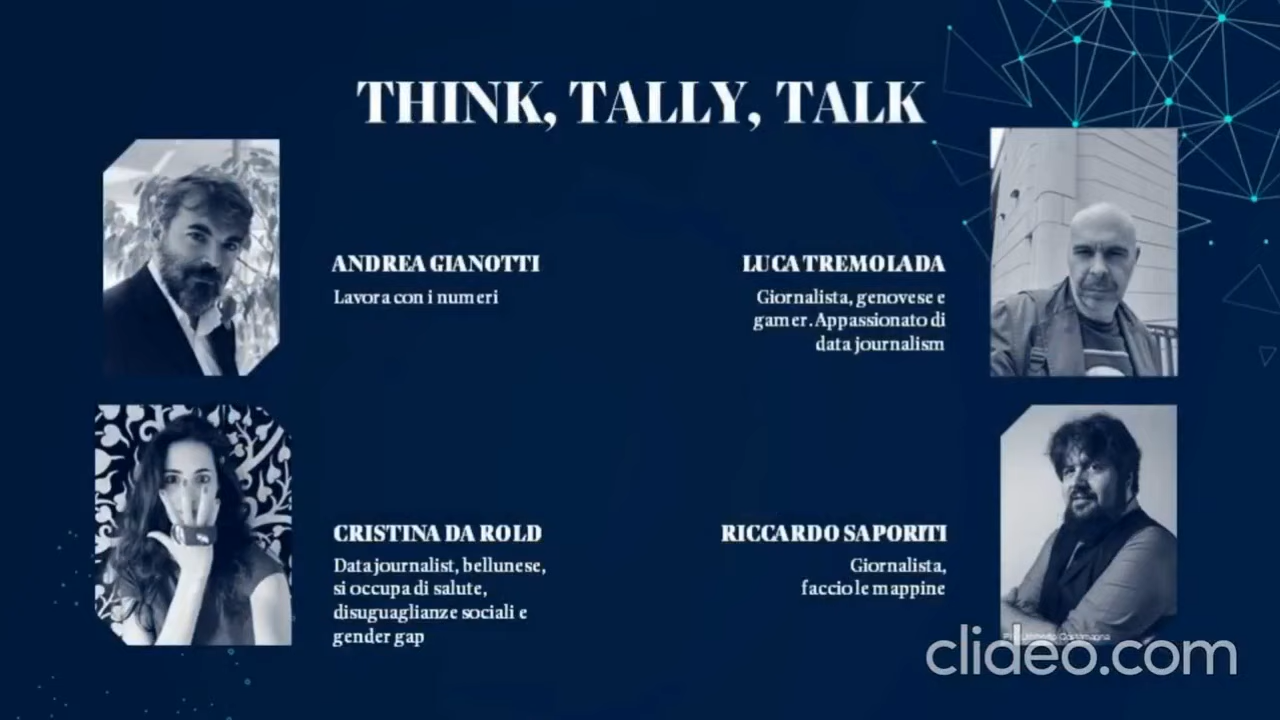 THINK, TALLY, TALK
ANDREA GIANOTTI
Lavora con i numeri
LUCA TREMOLADA
Giornalista, genovese e
gamer. Appassionato di
data journalism
CRISTINA DA ROLD
Data journalist, bellunese,
si occupa di salute,
disuguaglianze sociali e
gender gap
RICCARDO SAPORITI
Giornalista,
faccio le mappine
clideo.com